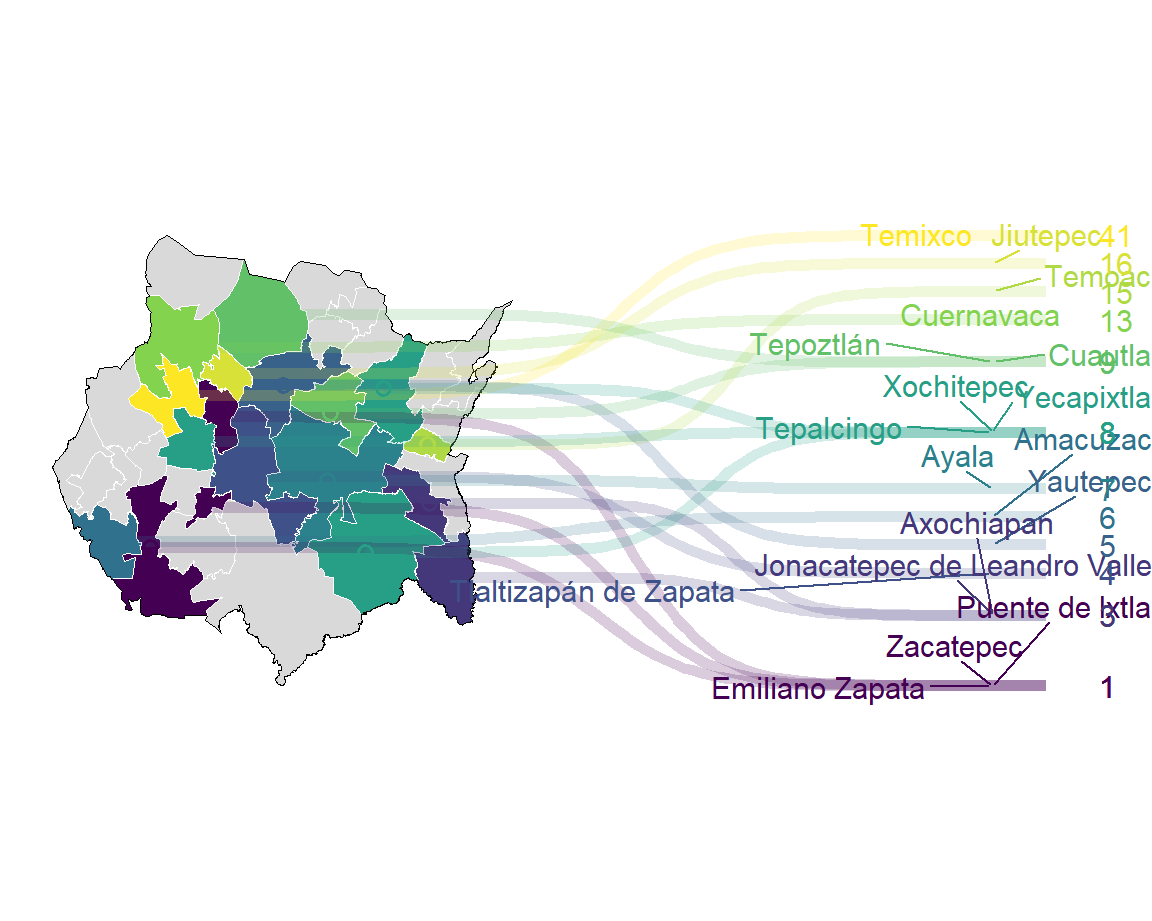 Temixco Jiutepec 41
16
Temoac
15
Cuernavaca 13
Tepoztlán
Cuautla
9
Xochitepec
Yecapixtla
Tepalcingo 8
Amacuzac
Ayala
7
Yautepec
6
Axochiapan
5
Jonacatepec de Leandro Valle
4
Tlaltizapán de Zapata
Puente de Ixtla
3
Zacatepec
Emiliano Zapata 1